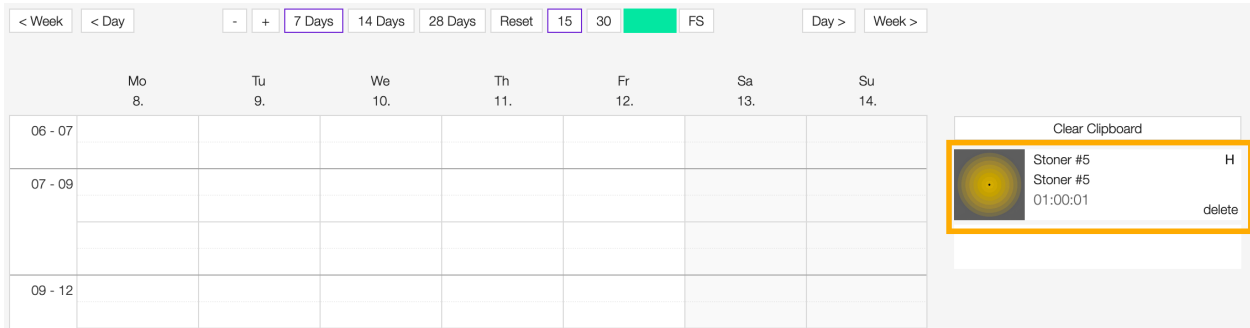 < Week < Day - + 7 Days 14 Days 28 Days Reset 15 30 FS Day > Week >
Mo Tu We Th Fr Sa Su
8. 9. 10. 11. 12. 13. 14.
06 - 07
Clear Clipboard
Stoner #5 H
Stoner #5
01:00:01
delete
07 - 09
09 - 12